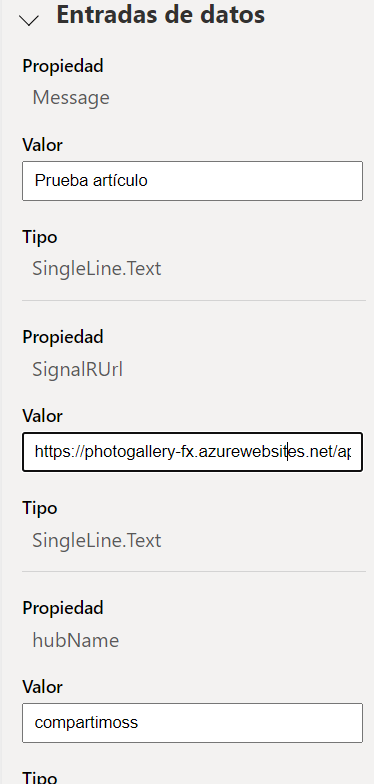 Entradas de datos
Propiedad
Message
Valor
Prueba artículo
Tipo
SingleLine.Text
Propiedad
SignalRUrl
Valor
https://photogallery-fx.azurewebsites.net/ap
Tipo
SingleLine.Text
Propiedad
hubName
Valor
compartimoss
Tipo